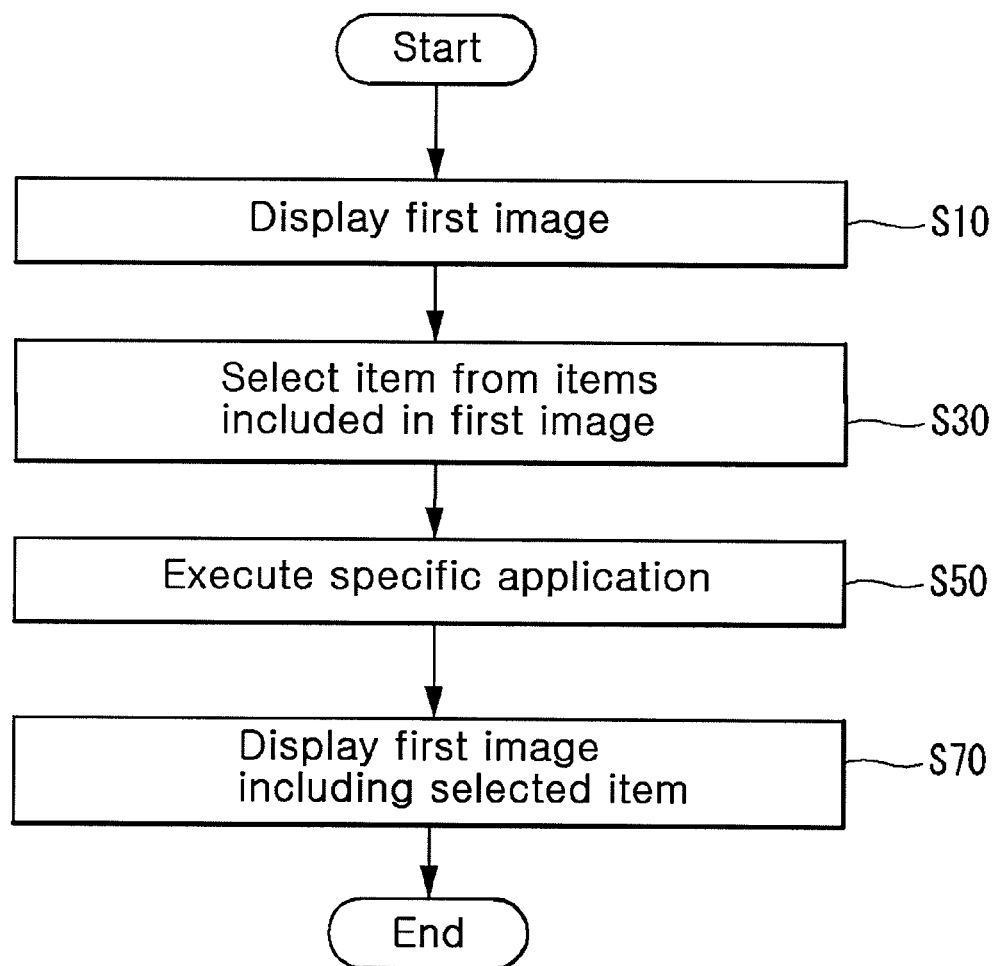 Start
Display first image
S10
Select item from items
included in first image
S30
Execute specific application
S50
Display first image
including selected item
S70
End